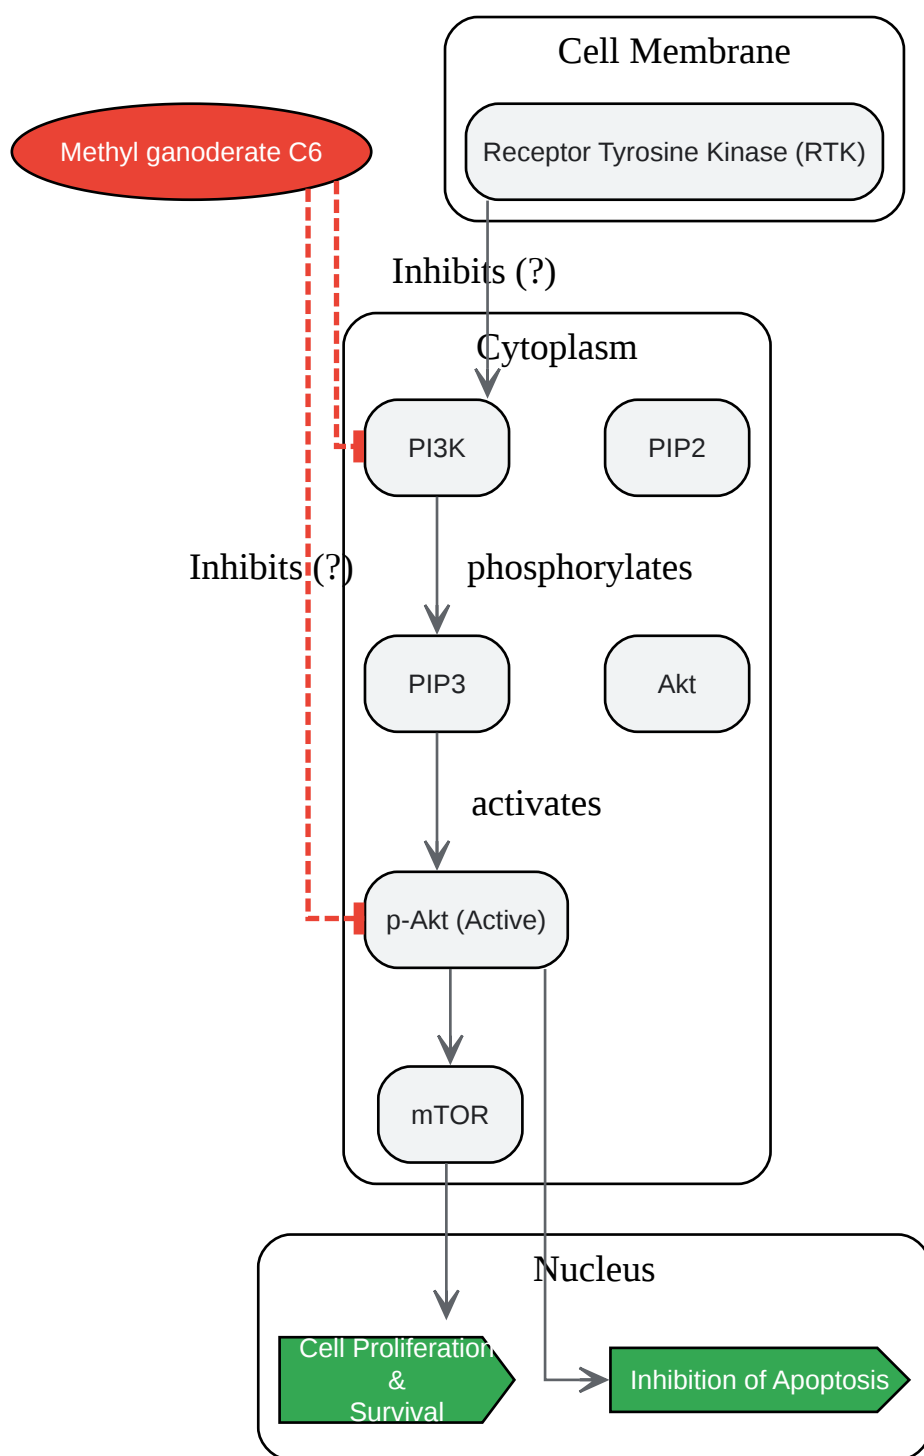 Cell Membrane
Methyl ganoderate C6
Receptor Tyrosine Kinase (RTK)
Inhibits (?)
Cytoplasm
PI3K
PIP2
Inhibits (?)
phosphorylates
PIP3
Akt
activates
p-Akt (Active)
mTOR
Nucleus
Cell Proliferation
&
Survival
Inhibition of Apoptosis